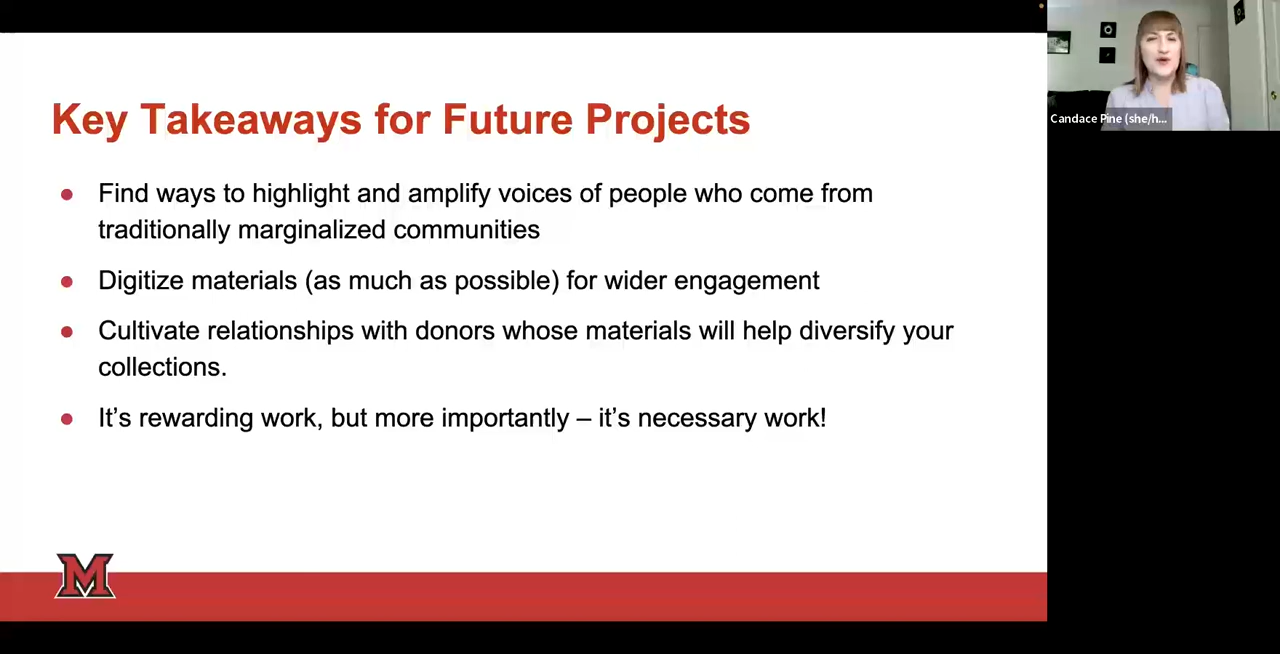 Key Takeaways for Future Projects
● Find ways to highlight and amplify voices of people who come from
traditionally marginalized communities
● Digitize materials (as much as possible) for wider engagement
● Cultivate relationships with donors whose materials will help diversify your
collections.
● It’s rewarding work, but more importantly – it’s necessary work!
M
Candace Pine (she/h...